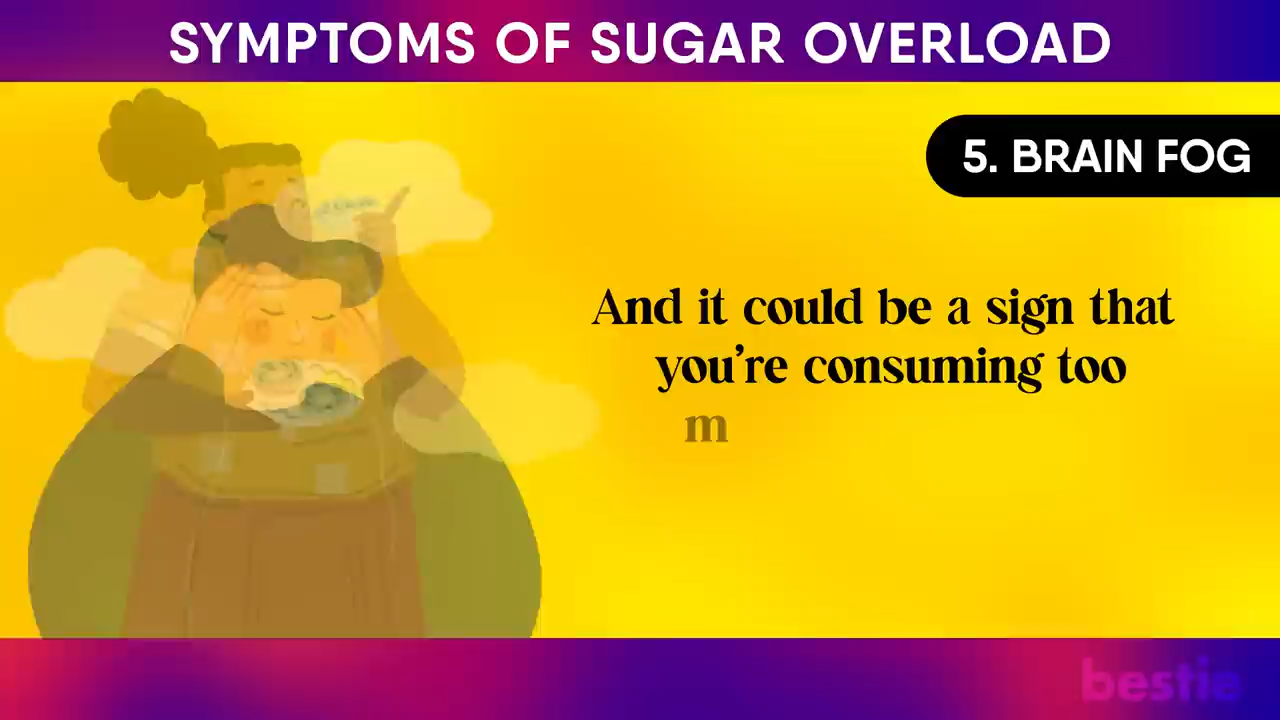 SYMPTOMS OF SUGAR OVERLOAD
5. BRAIN FOG
And it could be a sign that
you're consuming too
m
bestie